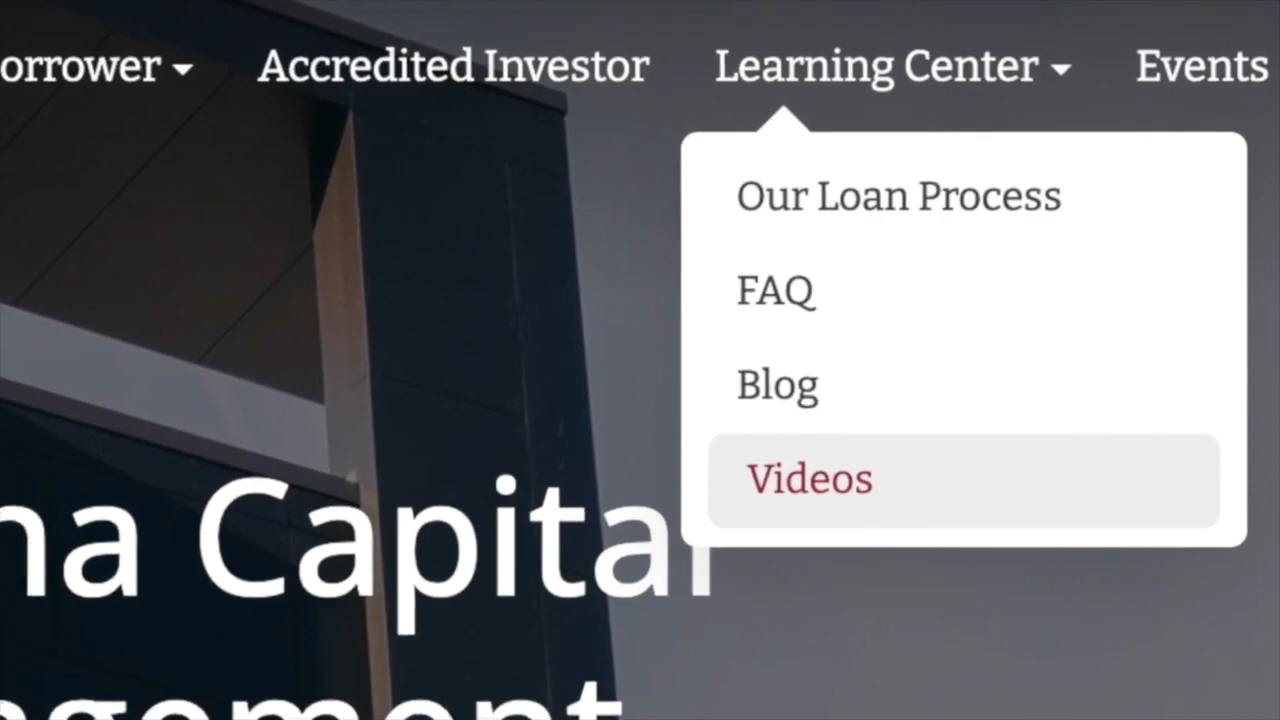 orrower Accredited Investor Learning Center Events
Our Loan Process
FAQ
Blog
Videos
na Capital